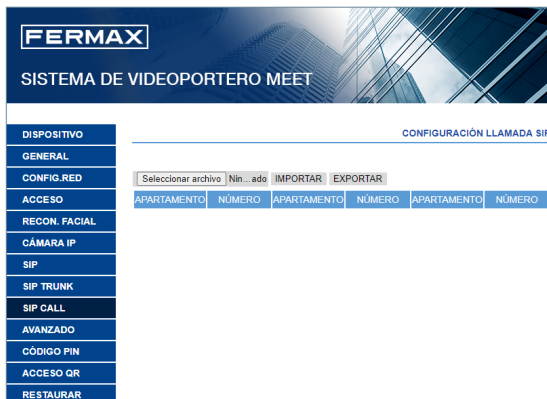 FERMAX
SISTEMA DE VIDEOPORTERO MEET
DISPOSITIVO
CONFIGURACIÓN LLAMADA SIP
GENERAL
CONFIG.RED
Seleccionar archivo Nin...ado IMPORTAR EXPORTAR
ACCESO
APARTAMENTO NÚMERO APARTAMENTO NÚMERO APARTAMENTO NÚMERO
RECON. FACIAL
CÁMARA IP
SIP
SIP TRUNK
SIP CALL
AVANZADO
CÓDIGO PIN
ACCESO QR
RESTAURAR